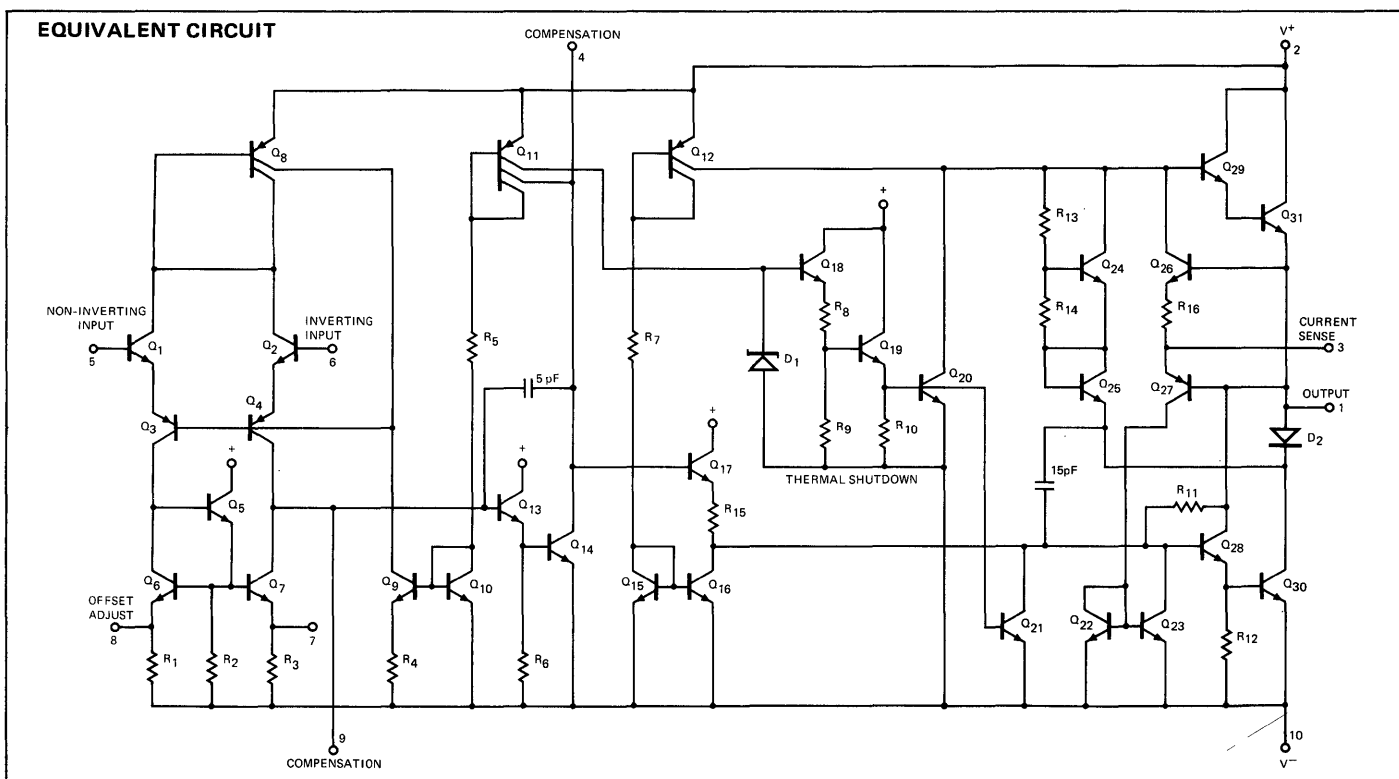 EQUIVALENT CIRCUIT
COMPENSATION
4
V+
2
Q8
Q11
Q12
Q29
Q31
+
R13
Q18
Q24
Q26
NON-INVERTING
INPUT
INVERTING
INPUT
Q1
Q2
5
6
R5
R7
R8
R14
R16
CURRENT
SENSE
3
D1
Q19
5 pF
Q20
Q25
Q27
OUTPUT
1
Q3
Q4
+
+
+
R9
R10
D2
Q17
THERMAL SHUTDOWN
15pF
Q5
Q13
R15
R11
Q14
Q28
Q6
Q7
Q9
Q10
Q15
Q16
Q30
OFFSET
ADJUST
8
7
Q21
Q22
Q23
R12
R1
R2
R3
R4
R6
9
COMPENSATION
10
V−